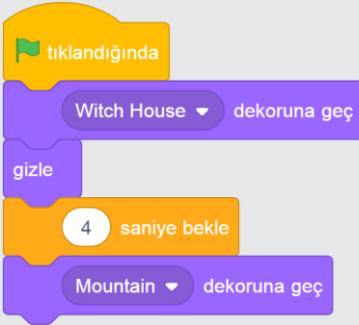 tıklandığında
Witch House dekoruna geç
gizle
4 saniye bekle
Mountain dekoruna geç